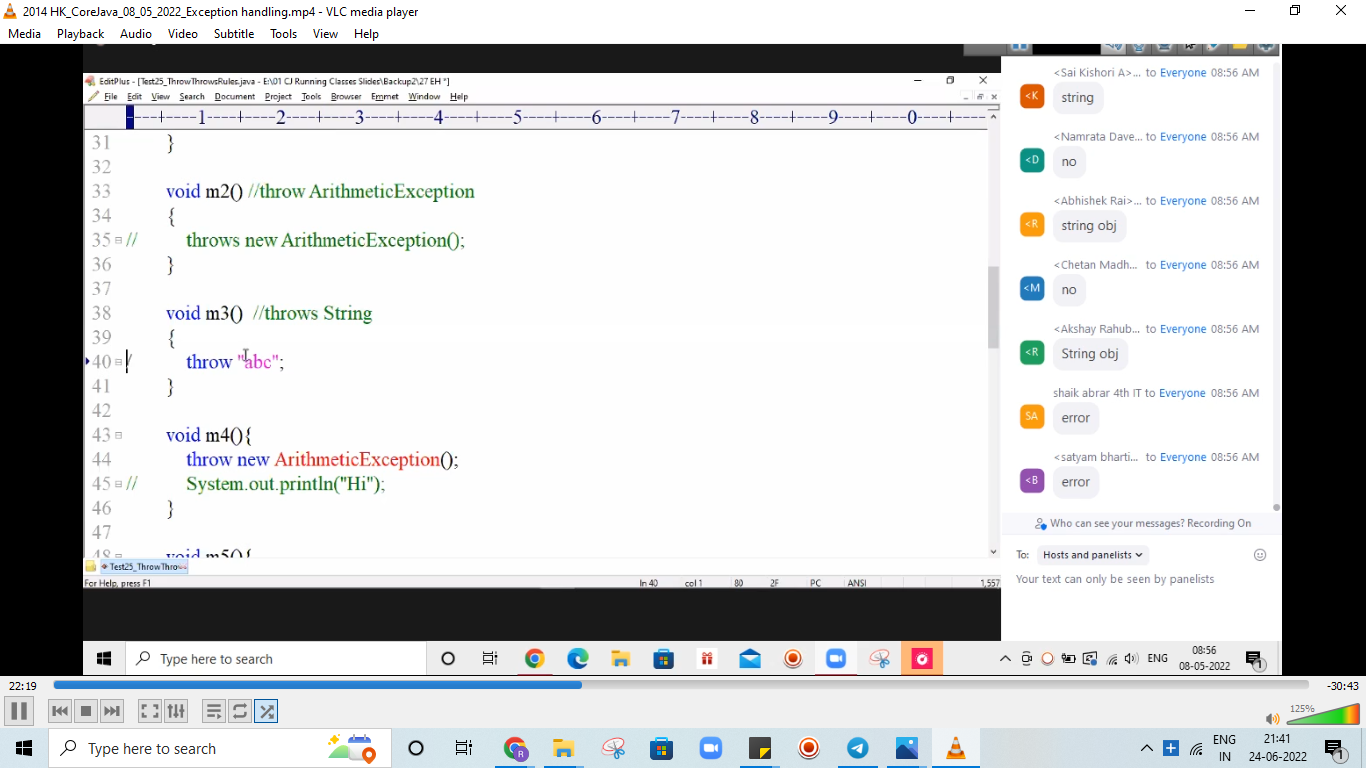 2014 HK_CoreJava_08_05_2022_Exception handling.mp4 - VLC media player
Media Playback Audio Video Subtitle Tools View Help
EditPlus - [Test25_ThrowThrowsRules.java - E:\01 CJ Running Classes Slides\Backup2\27 EH *]
File Edit View Search Document Project Tools Browser Emmet Window Help
----+----1----+----2----+----3----+----4----+----5----+----6----+----7----+----8----+----9----+----0----+----
31 }
32
33 void m2() //throw ArithmeticException
34 {
35 // throws new ArithmeticException();
36 }
37
38 void m3() //throws String
39 {
40 / throw "abc";
41 }
42
43 void m4(){
44 throw new ArithmeticException();
45 // System.out.println("Hi");
46 }
47
48 void m5(){
Test25_ThrowThrow
For Help, press F1 ln 40 col 1 80 2F PC ANSI 1,557
<Sai Kishori A>... to Everyone 08:56 AM
<K string
<Namrata Dave... to Everyone 08:56 AM
<D no
<Abhishek Rai>... to Everyone 08:56 AM
<R string obj
<Chetan Madh... to Everyone 08:56 AM
<M no
<Akshay Rahub... to Everyone 08:56 AM
<R String obj
shaik abrar 4th IT to Everyone 08:56 AM
SA error
<satyam bharti... to Everyone 08:56 AM
<B error
Who can see your messages? Recording On
To: Hosts and panelists
Your text can only be seen by panelists
Type here to search
ENG
08:56
08-05-2022
1
22:19 -30:43
125%
Type here to search
ENG
IN
21:41
24-06-2022
1